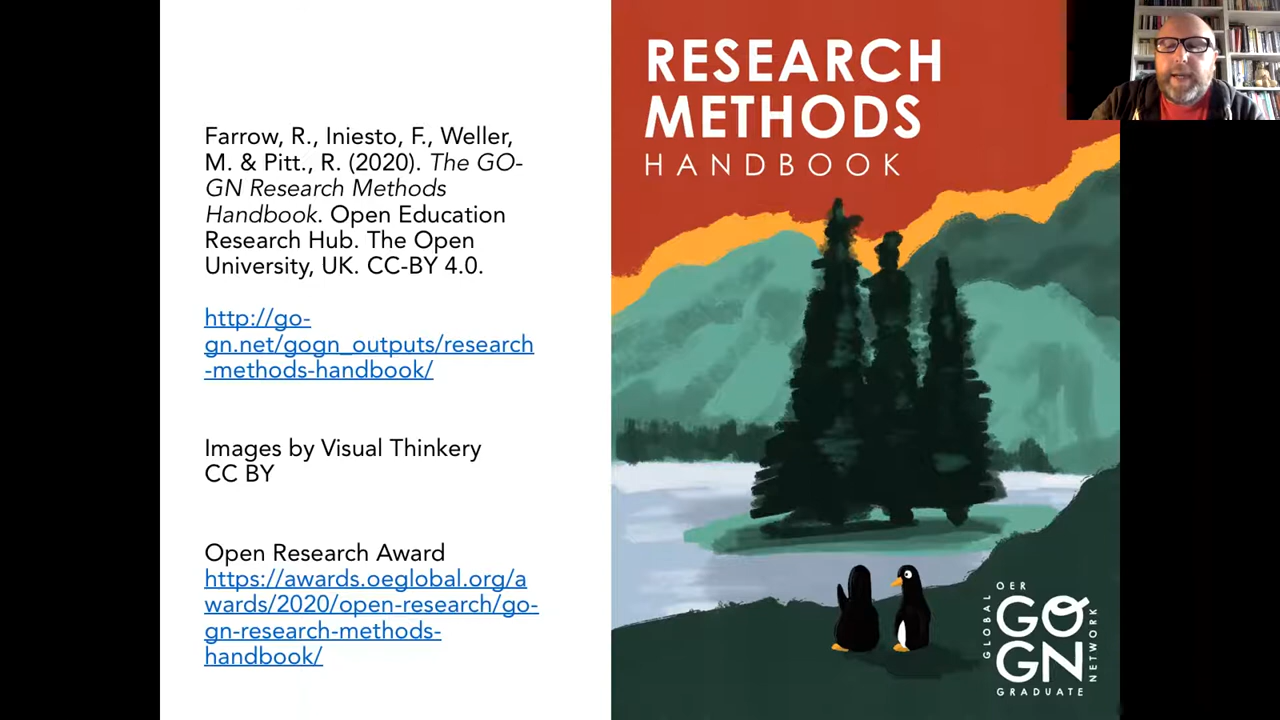 Farrow, R., Iniesto, F., Weller,
M. & Pitt., R. (2020). The GO-
GN Research Methods
Handbook. Open Education
Research Hub. The Open
University, UK. CC-BY 4.0.
http://go-
gn.net/gogn_outputs/research
-methods-handbook/
Images by Visual Thinkery
CC BY
Open Research Award
https://awards.oeglobal.org/a
wards/2020/open-research/go-
gn-research-methods-
handbook/
RESEARCH
METHODS
HANDBOOK
OER
GLOBAL
GO
GN
NETWORK
GRADUATE